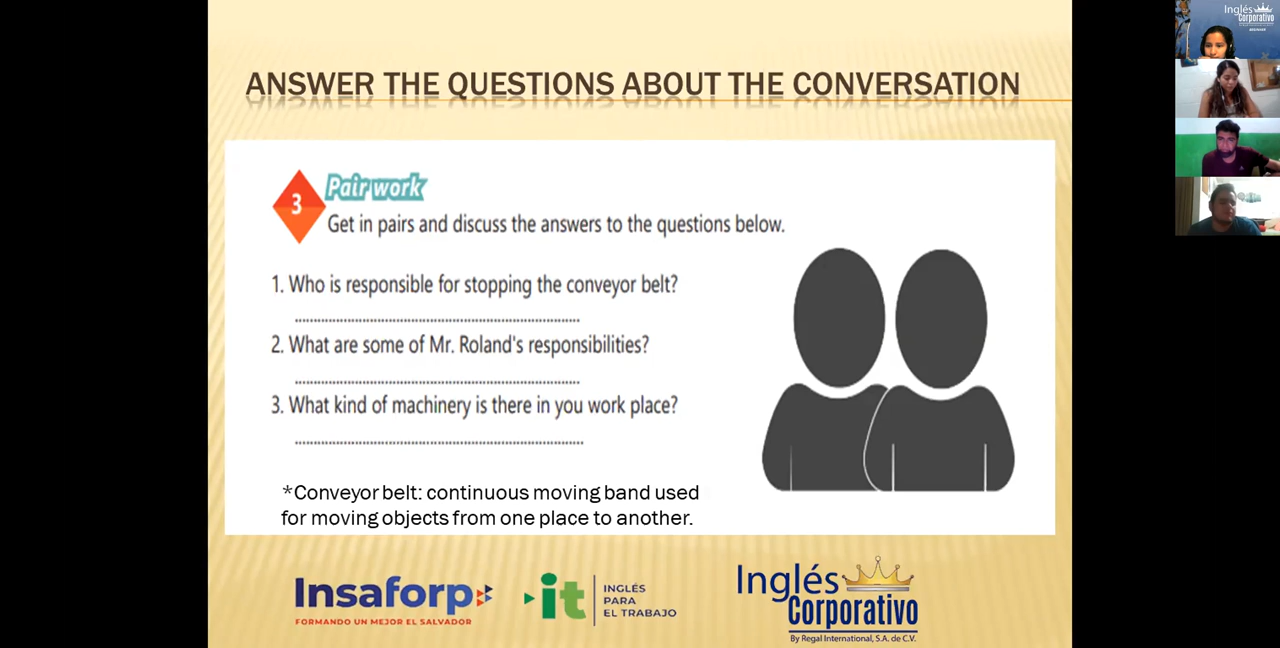 ANSWER THE QUESTIONS ABOUT THE CONVERSATION
3
Pair work
Get in pairs and discuss the answers to the questions below.
1. Who is responsible for stopping the conveyor belt?
2. What are some of Mr. Roland's responsibilities?
3. What kind of machinery is there in you work place?
*Conveyor belt: continuous moving band used
for moving objects from one place to another.
Insaforp
FORMANDO UN MEJOR EL SALVADOR
it
INGLÉS
PARA
EL TRABAJO
Inglés
Corporativo
By Regal International, S.A. de C.V.
Inglés
Corporativo